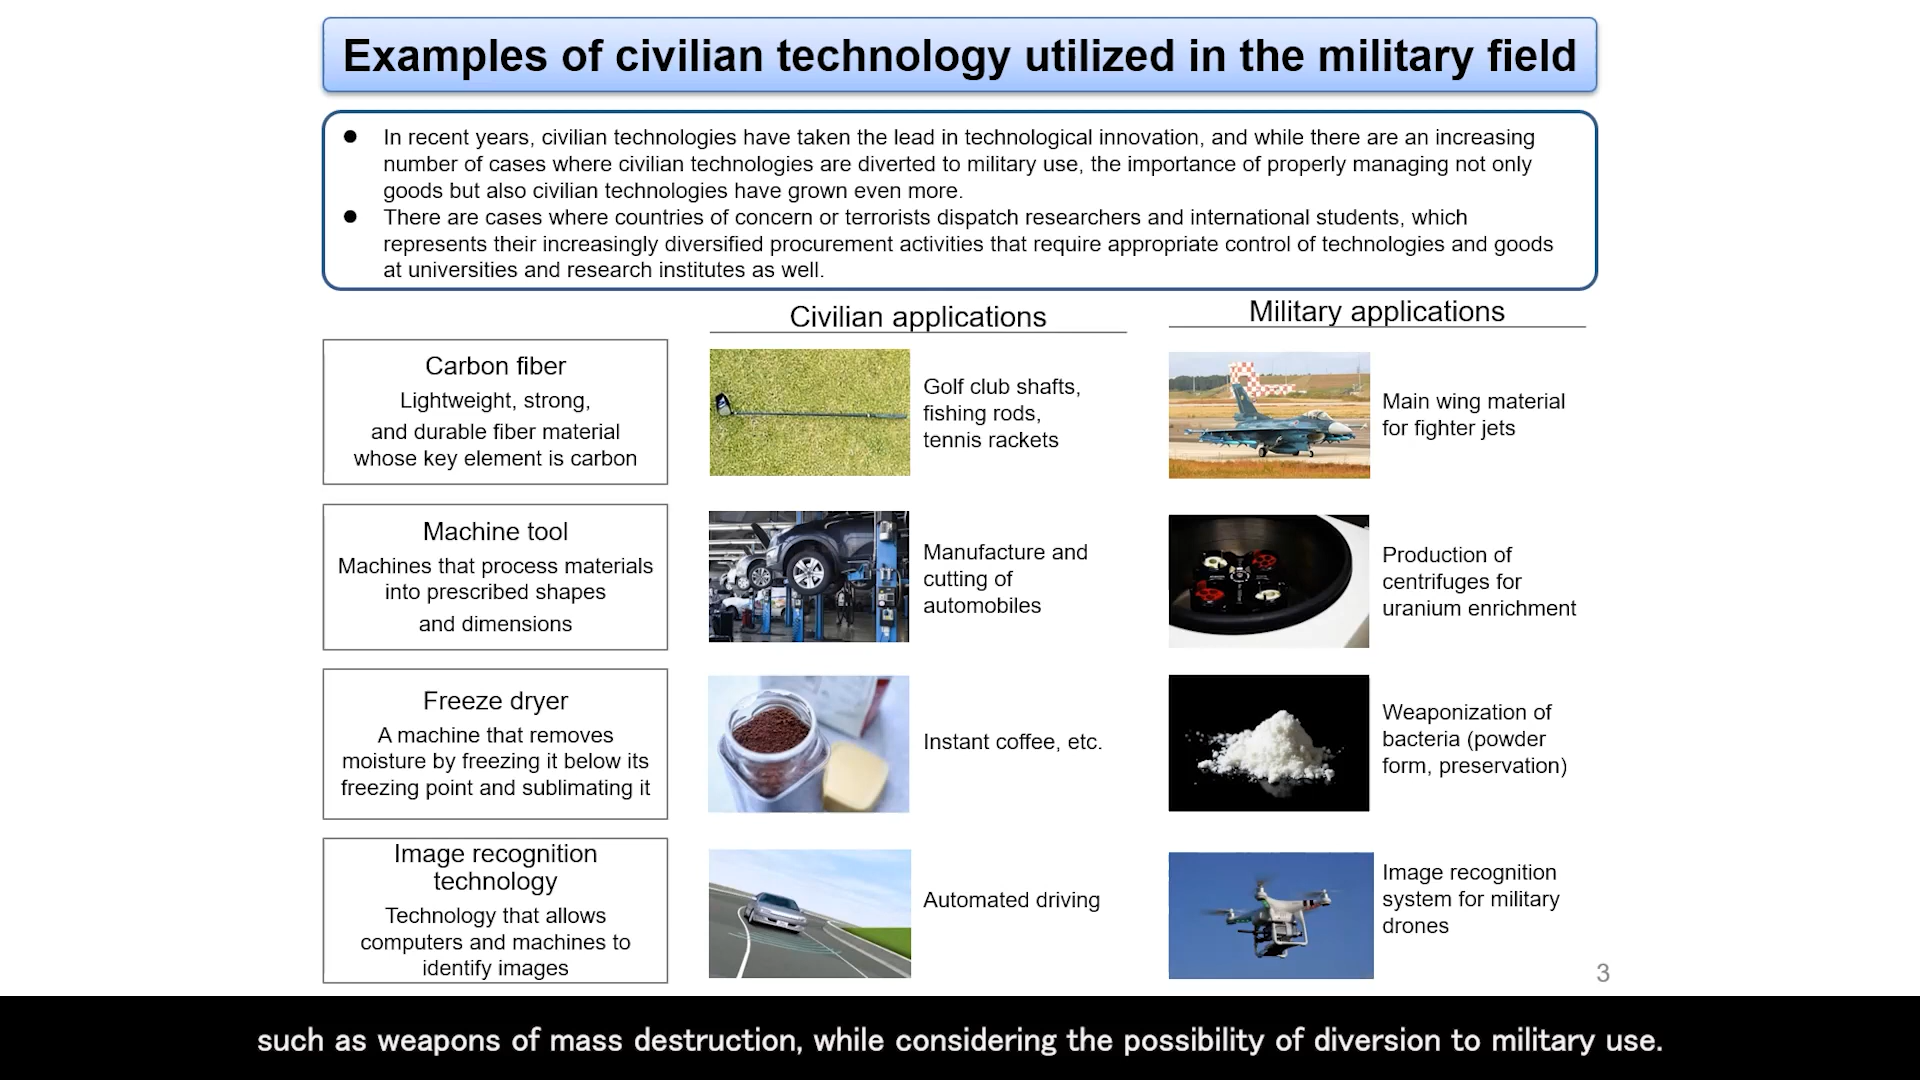 Examples of civilian technology utilized in the military field
● In recent years, civilian technologies have taken the lead in technological innovation, and while there are an increasing
number of cases where civilian technologies are diverted to military use, the importance of properly managing not only
goods but also civilian technologies have grown even more.
● There are cases where countries of concern or terrorists dispatch researchers and international students, which
represents their increasingly diversified procurement activities that require appropriate control of technologies and goods
at universities and research institutes as well.
Civilian applications
Military applications
Carbon fiber
Lightweight, strong,
and durable fiber material
whose key element is carbon
Golf club shafts,
fishing rods,
tennis rackets
Main wing material
for fighter jets
Machine tool
Machines that process materials
into prescribed shapes
and dimensions
Manufacture and
cutting of
automobiles
Production of
centrifuges for
uranium enrichment
Freeze dryer
A machine that removes
moisture by freezing it below its
freezing point and sublimating it
Instant coffee, etc.
Weaponization of
bacteria (powder
form, preservation)
Image recognition
technology
Technology that allows
computers and machines to
identify images
Automated driving
Image recognition
system for military
drones
3
such as weapons of mass destruction, while considering the possibility of diversion to military use.